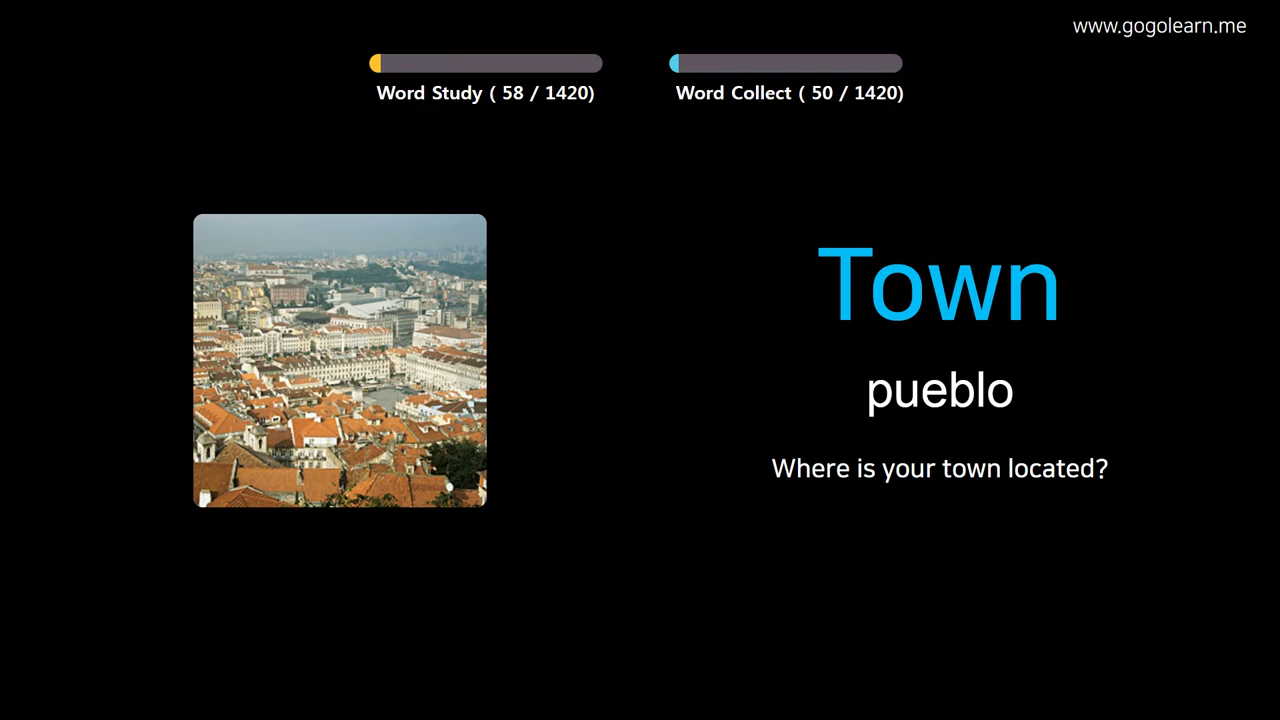 www.gogolearn.me
Word Study ( 58 / 1420)
Word Collect ( 50 / 1420)
Town
pueblo
Where is your town located?